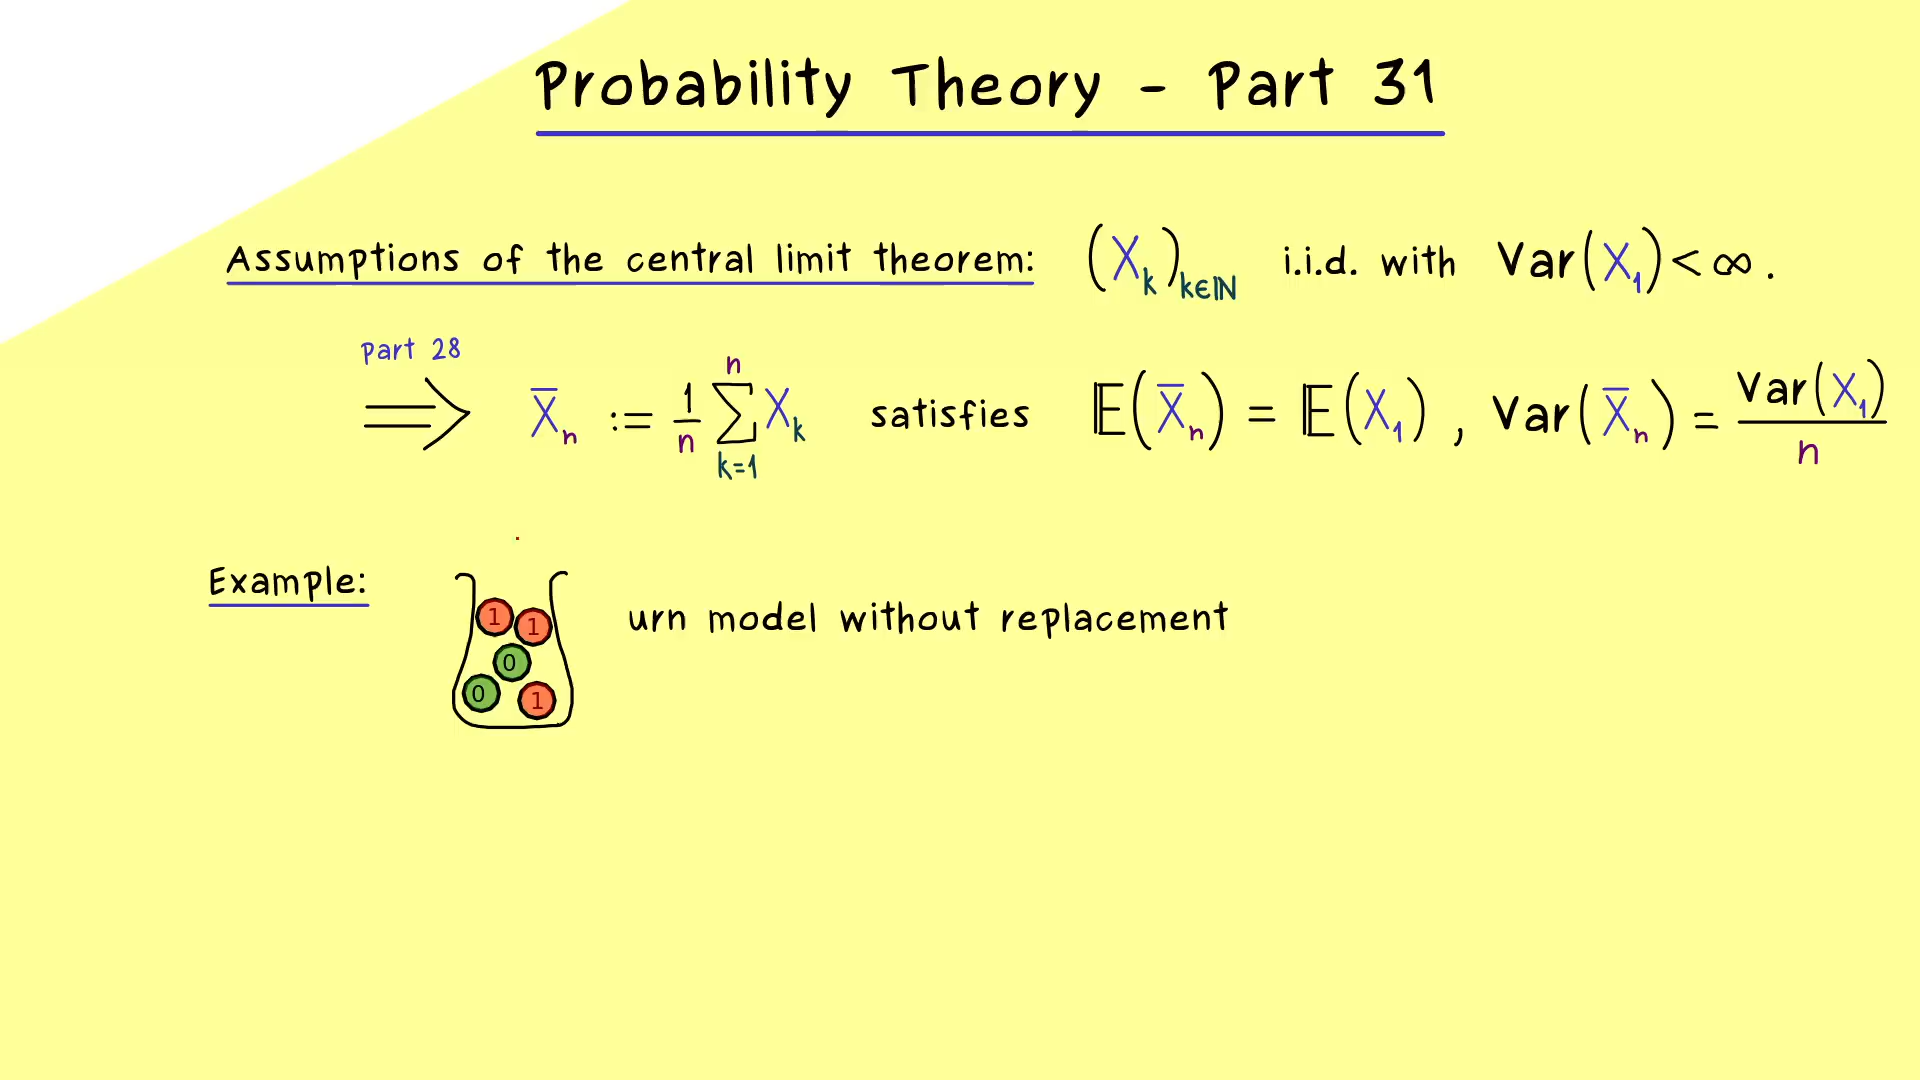 Probability Theory - Part 31
Assumptions of the central limit theorem: (X_k)_{k∈ℕ} i.i.d. with Var(X_1) < ∞ .
Part 28
⟹ X̄_n := 1/n ∑_{k=1}^{n} X_k satisfies 𝔼(X̄_n) = 𝔼(X_1) , Var(X̄_n) = Var(X_1)/n
Example: urn model without replacement
1 1
0
0 1